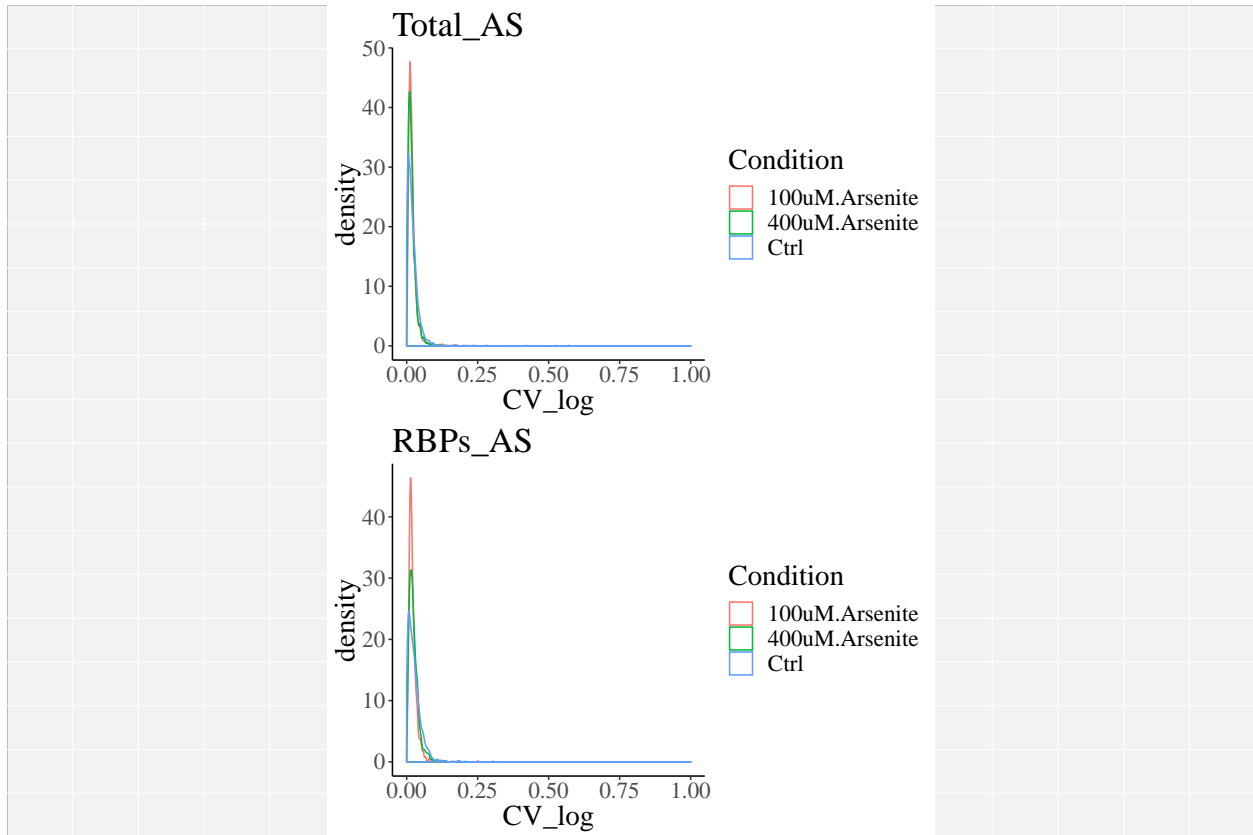 Total_AS
50
40
30
20
10
0
density
0.00 0.25 0.50 0.75 1.00
CV_log
Condition
100uM.Arsenite
400uM.Arsenite
Ctrl
RBPs_AS
40
30
20
10
0
density
0.00 0.25 0.50 0.75 1.00
CV_log
Condition
100uM.Arsenite
400uM.Arsenite
Ctrl